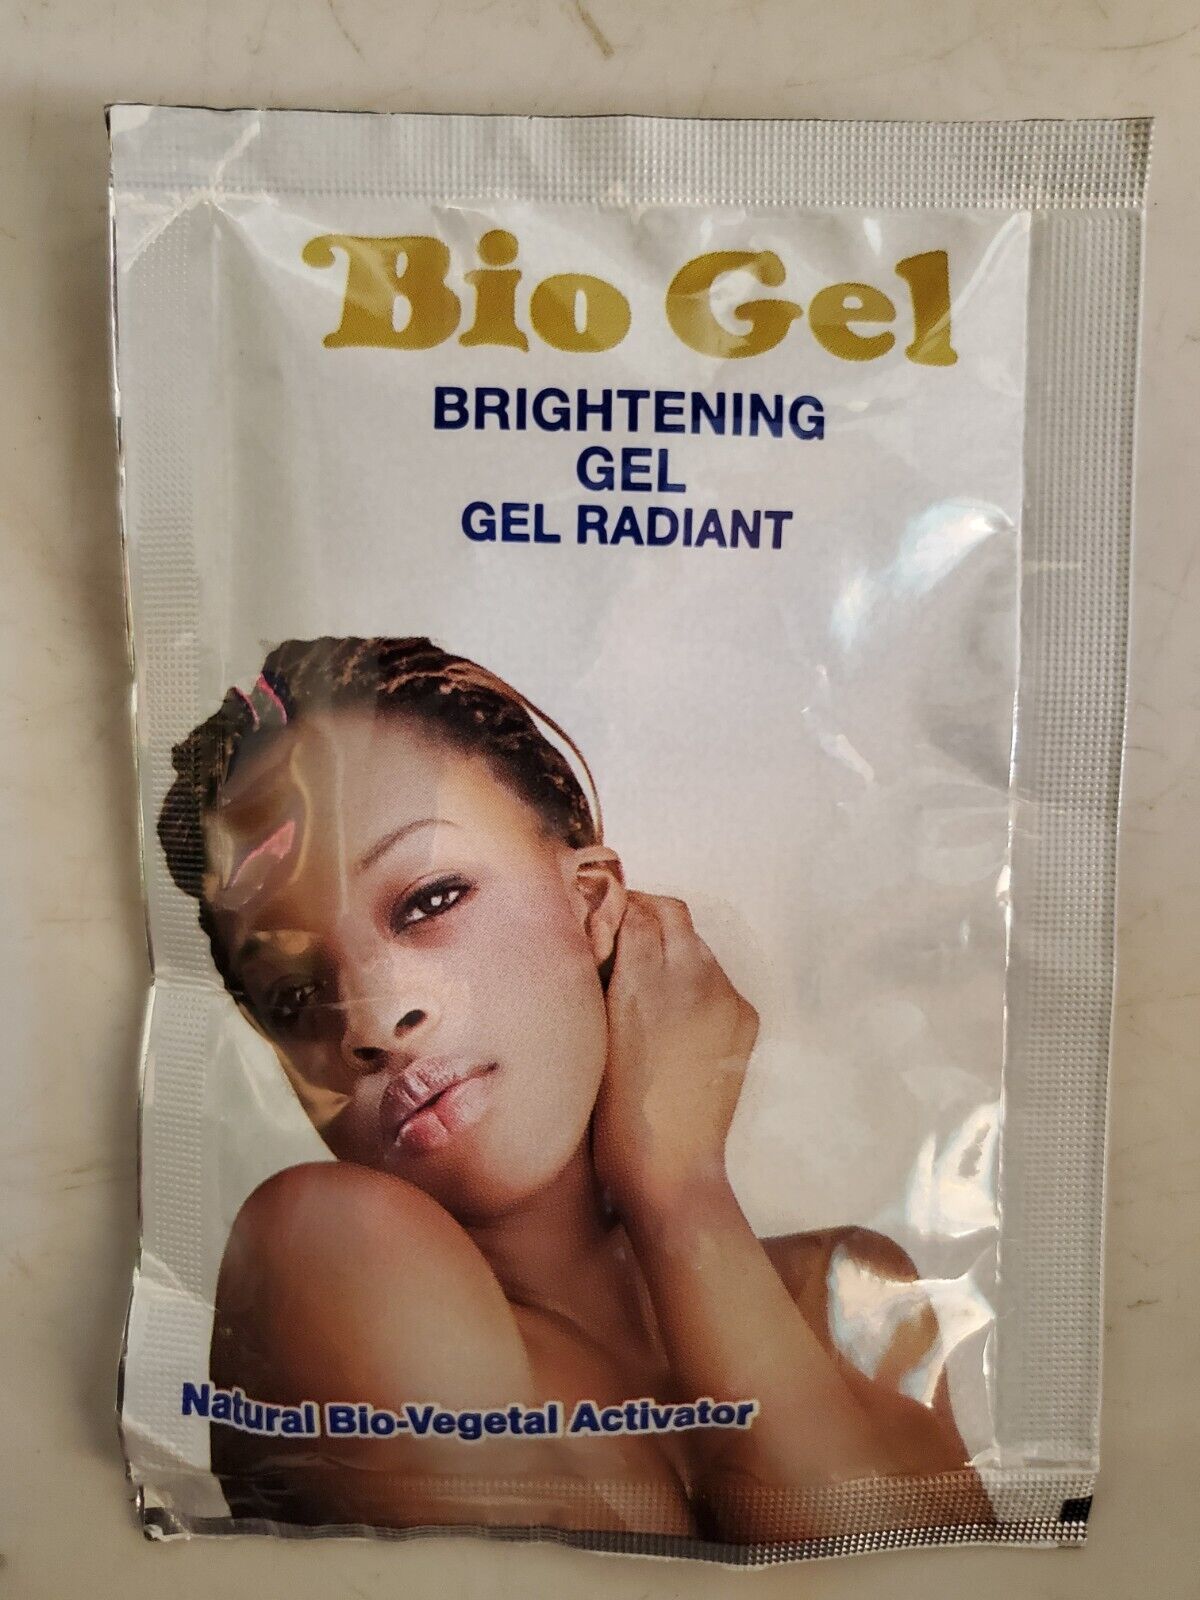 Bio Gel
BRIGHTENING
GEL
GEL RADIANT
Natural Bio-Vegetal Activator